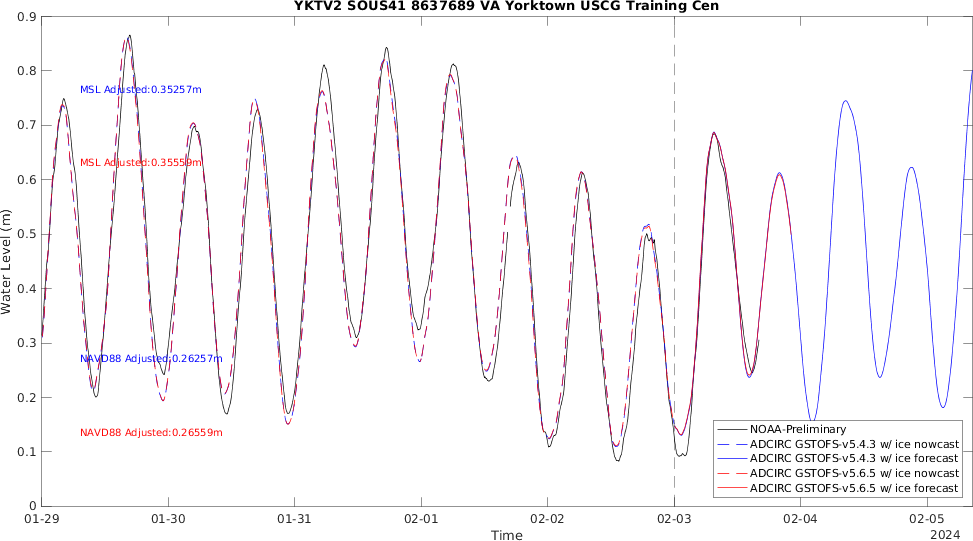 YKTV2 SOUS41 8637689 VA Yorktown USCG Training Cen
0.9
0.8
0.7
0.6
0.5
0.4
0.3
0.2
0.1
0
Water Level (m)
MSL Adjusted:0.35257m
MSL Adjusted:0.35559m
NAVD88 Adjusted:0.26257m
NAVD88 Adjusted:0.26559m
NOAA-Preliminary
ADCIRC GSTOFS-v5.4.3 w/ ice nowcast
ADCIRC GSTOFS-v5.4.3 w/ ice forecast
ADCIRC GSTOFS-v5.6.5 w/ ice nowcast
ADCIRC GSTOFS-v5.6.5 w/ ice forecast
01-29 01-30 01-31 02-01 02-02 02-03 02-04 02-05
Time
2024